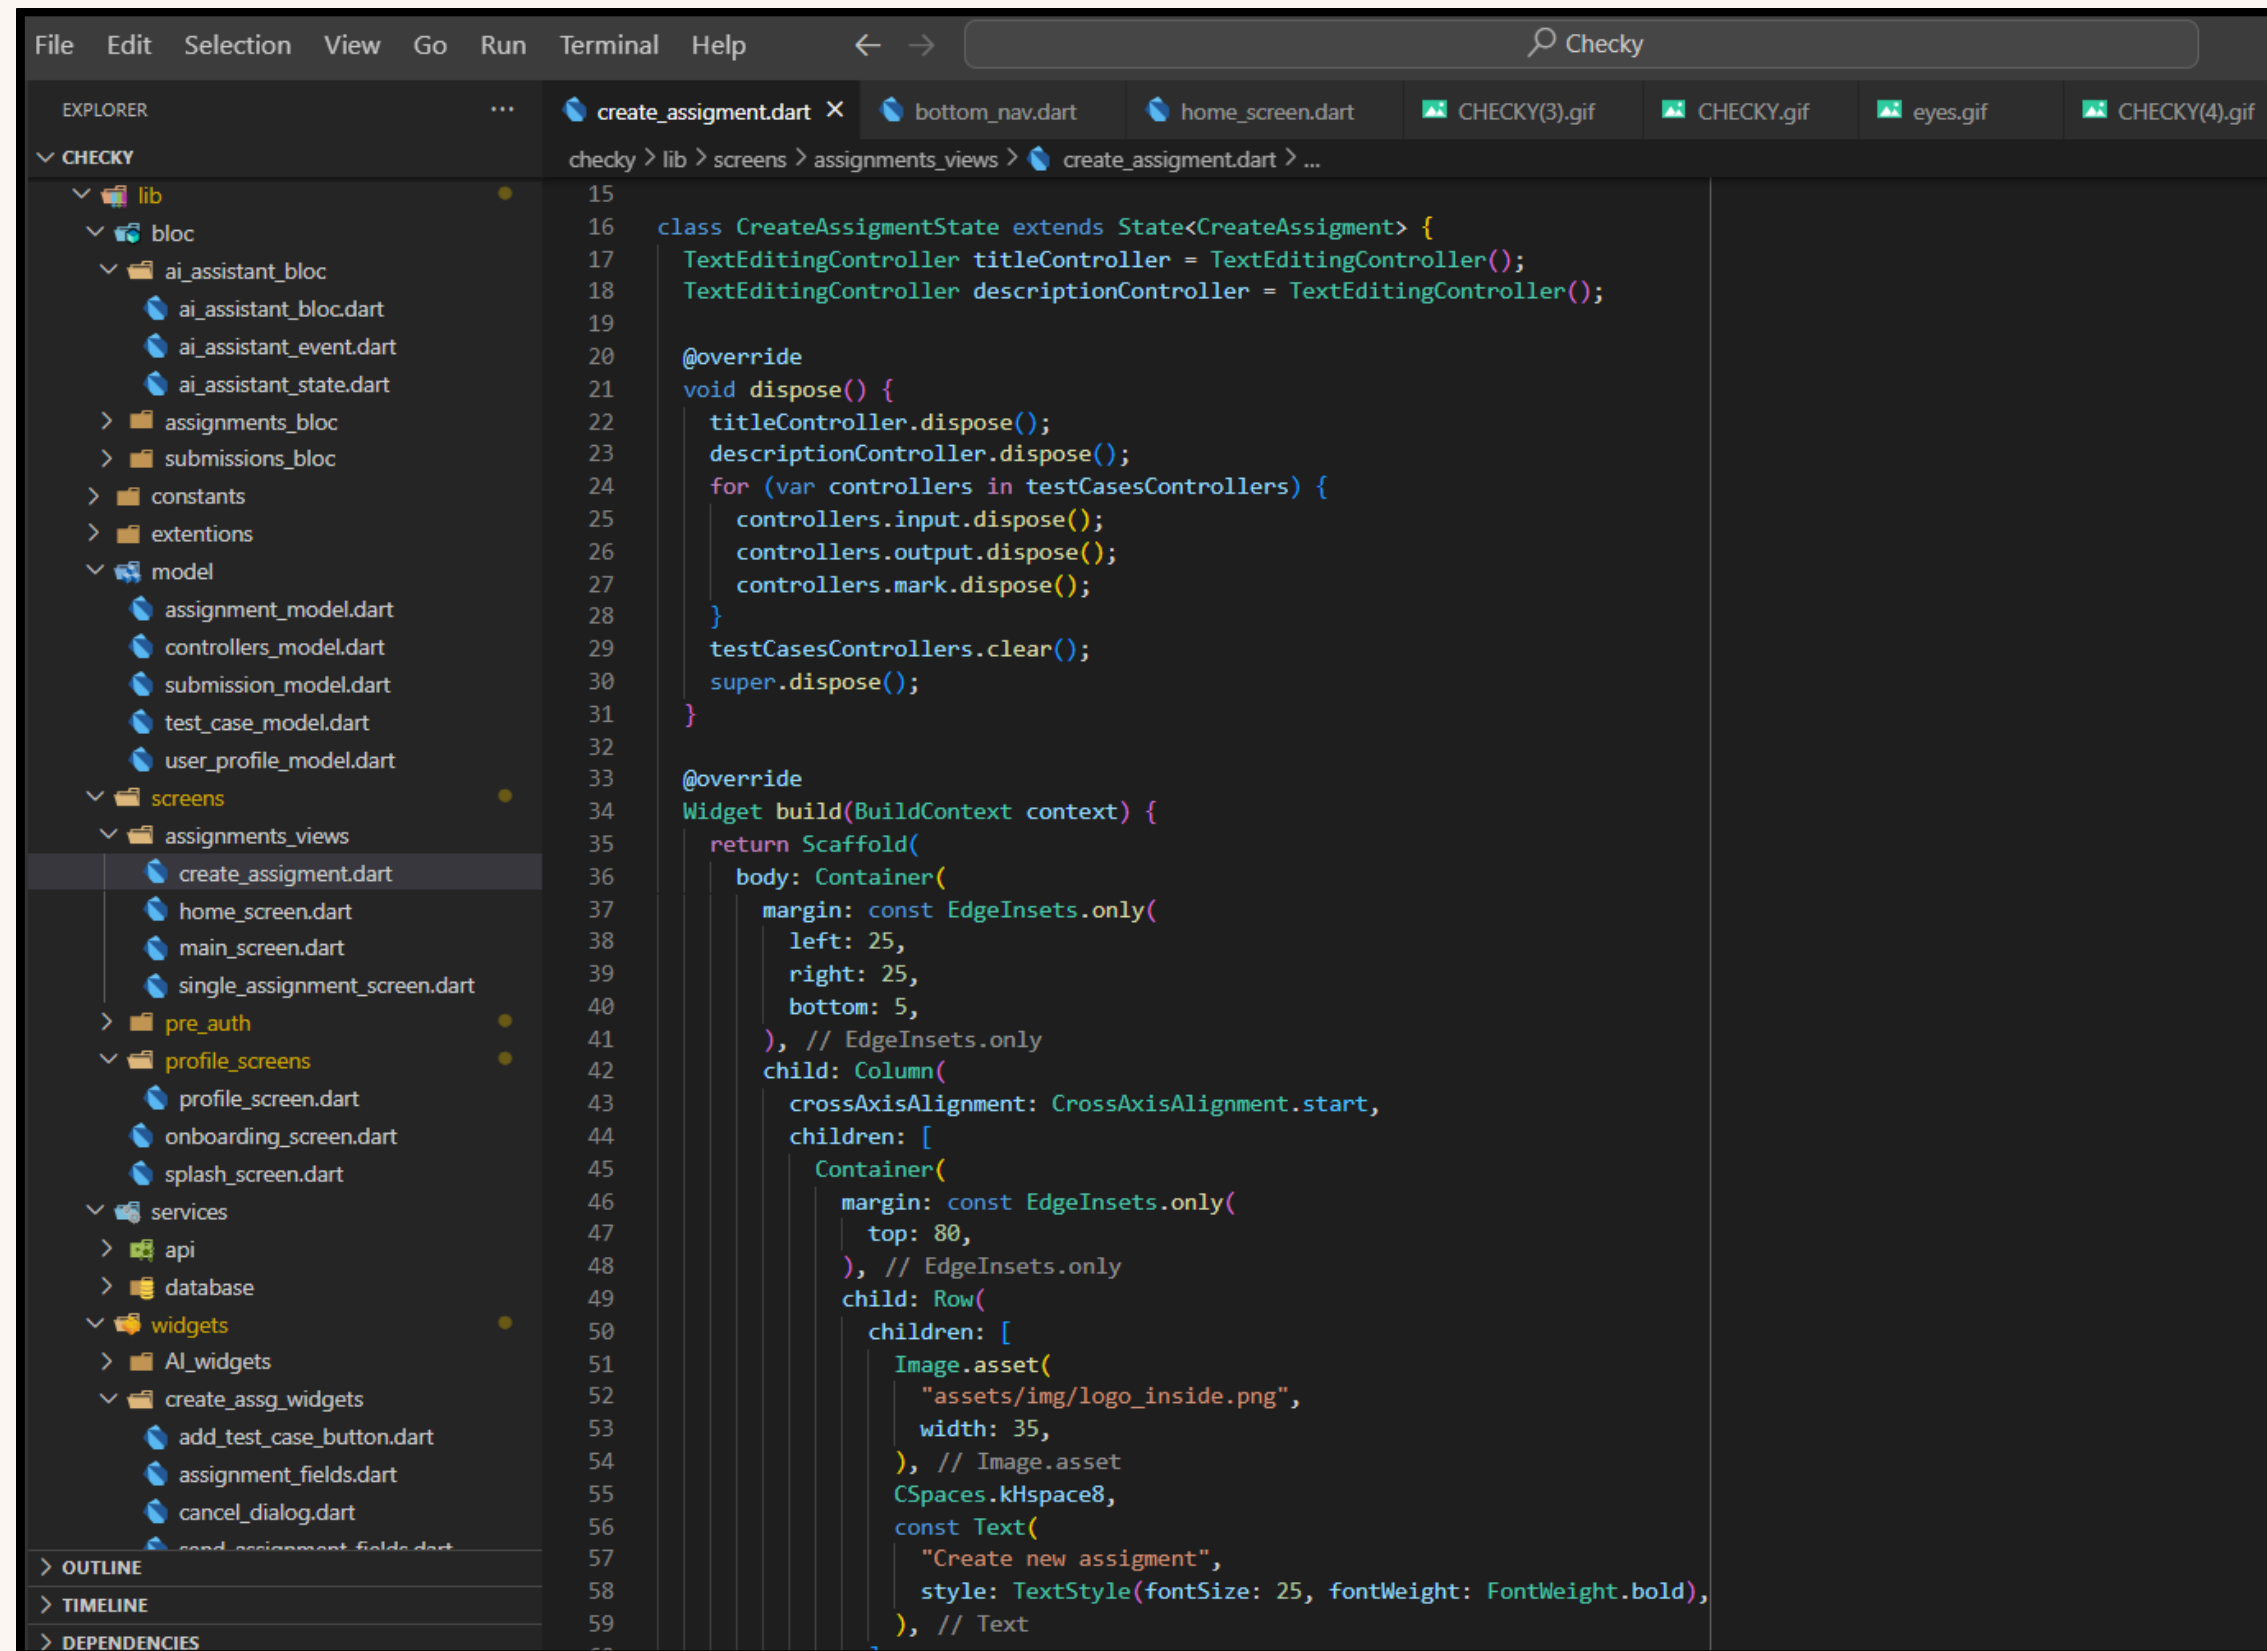 File Edit Selection View Go Run Terminal Help Checky
EXPLORER ...
CHECKY
lib
bloc
ai_assistant_bloc
ai_assistant_bloc.dart
ai_assistant_event.dart
ai_assistant_state.dart
assignments_bloc
submissions_bloc
constants
extentions
model
assignment_model.dart
controllers_model.dart
submission_model.dart
test_case_model.dart
user_profile_model.dart
screens
assignments_views
create_assigment.dart
home_screen.dart
main_screen.dart
single_assignment_screen.dart
pre_auth
profile_screens
profile_screen.dart
onboarding_screen.dart
splash_screen.dart
services
api
database
widgets
AI_widgets
create_assg_widgets
add_test_case_button.dart
assignment_fields.dart
cancel_dialog.dart
send_assignment_fields.dart
OUTLINE
TIMELINE
DEPENDENCIES
create_assigment.dart bottom_nav.dart home_screen.dart CHECKY(3).gif CHECKY.gif eyes.gif CHECKY(4).gif
checky > lib > screens > assignments_views > create_assigment.dart > ...
15
16 class CreateAssigmentState extends State<CreateAssigment> {
17 TextEditingController titleController = TextEditingController();
18 TextEditingController descriptionController = TextEditingController();
19
20 @override
21 void dispose() {
22 titleController.dispose();
23 descriptionController.dispose();
24 for (var controllers in testCasesControllers) {
25 controllers.input.dispose();
26 controllers.output.dispose();
27 controllers.mark.dispose();
28 }
29 testCasesControllers.clear();
30 super.dispose();
31 }
32
33 @override
34 Widget build(BuildContext context) {
35 return Scaffold(
36 body: Container(
37 margin: const EdgeInsets.only(
38 left: 25,
39 right: 25,
40 bottom: 5,
41 ), // EdgeInsets.only
42 child: Column(
43 crossAxisAlignment: CrossAxisAlignment.start,
44 children: [
45 Container(
46 margin: const EdgeInsets.only(
47 top: 80,
48 ), // EdgeInsets.only
49 child: Row(
50 children: [
51 Image.asset(
52 "assets/img/logo_inside.png",
53 width: 35,
54 ), // Image.asset
55 CSpaces.kHspace8,
56 const Text(
57 "Create new assigment",
58 style: TextStyle(fontSize: 25, fontWeight: FontWeight.bold),
59 ), // Text